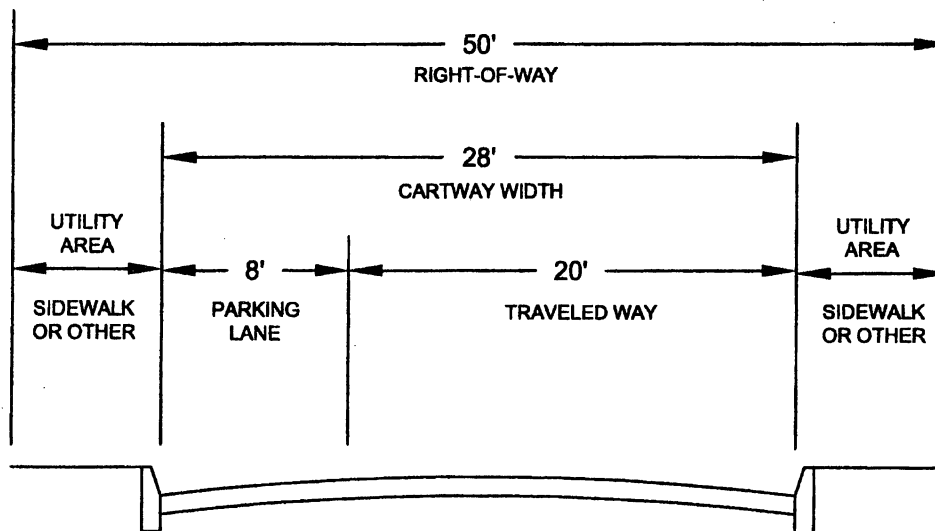 50'
RIGHT-OF-WAY
28'
CARTWAY WIDTH
UTILITY
AREA
SIDEWALK
OR OTHER
8'
PARKING
LANE
20'
TRAVELED WAY
UTILITY
AREA
SIDEWALK
OR OTHER